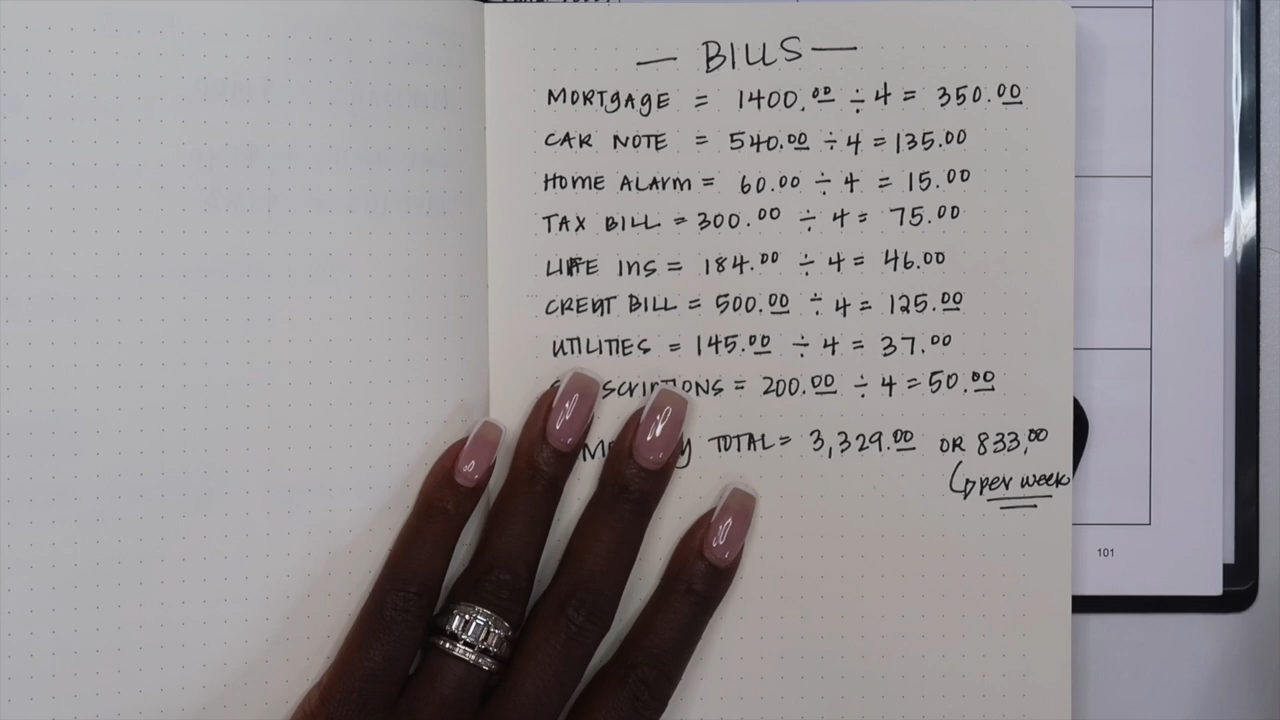 — BILLS —
MORTGAGE = 1400.00 ÷ 4 = 350.00
CAR NOTE = 540.00 ÷ 4 = 135.00
HOME ALARM = 60.00 ÷ 4 = 15.00
TAX BILL = 300.00 ÷ 4 = 75.00
LIFE INS = 184.00 ÷ 4 = 46.00
CREDIT BILL = 500.00 ÷ 4 = 125.00
UTILITIES = 145.00 ÷ 4 = 37.00
= 200.00 ÷ 4 = 50.00
TOTAL = 3,329.00 OR 833.00
per week
101